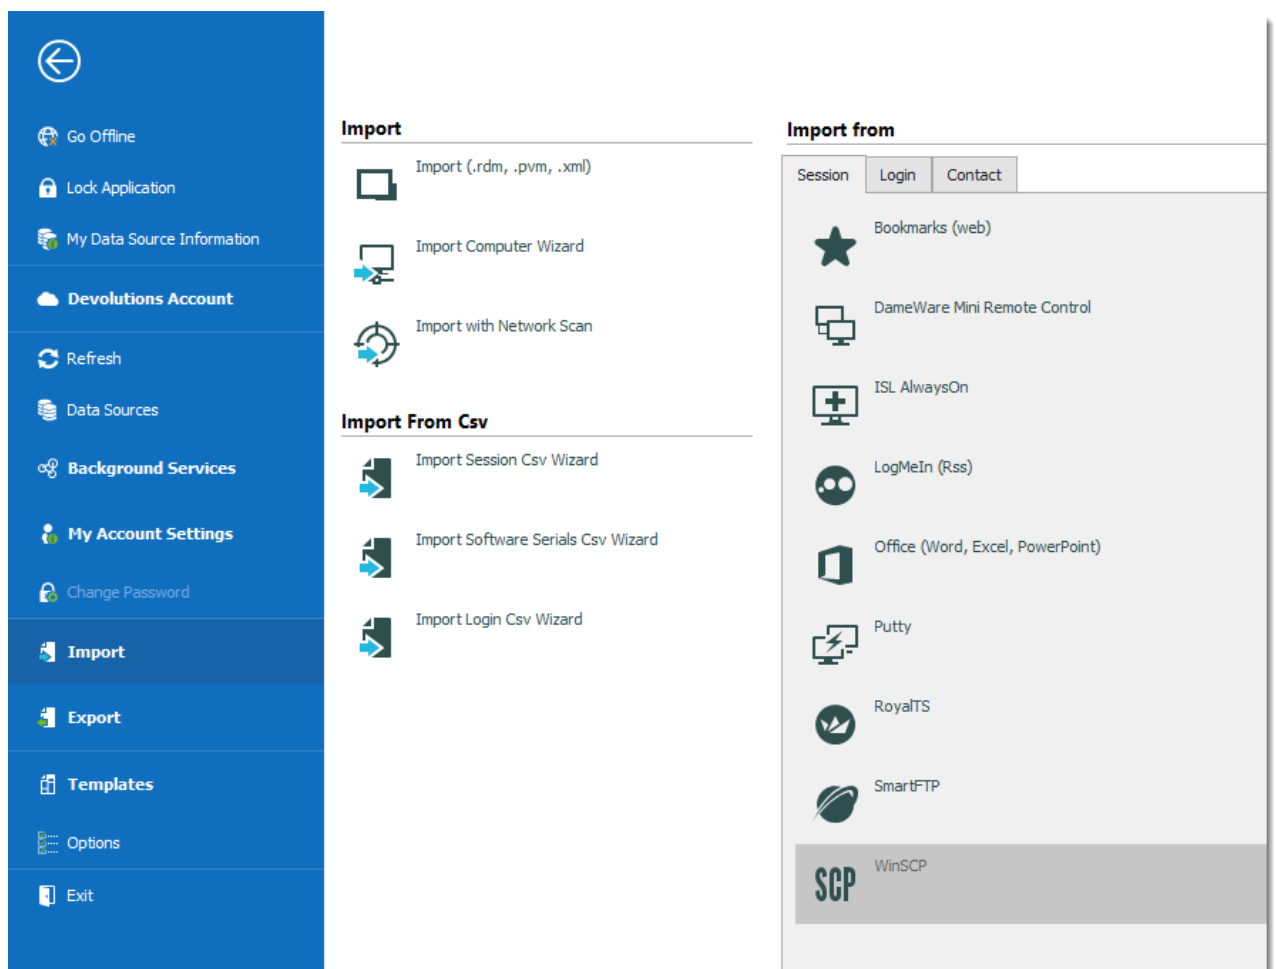 Go Offline
Lock Application
My Data Source Information
Devolutions Account
Refresh
Data Sources
Background Services
My Account Settings
Change Password
Import
Export
Templates
Options
Exit
Import
Import (.rdm, .pvm, .xml)
Import Computer Wizard
Import with Network Scan
Import From Csv
Import Session Csv Wizard
Import Software Serials Csv Wizard
Import Login Csv Wizard
Import from
Session Login Contact
Bookmarks (web)
DameWare Mini Remote Control
ISL AlwaysOn
LogMeIn (Rss)
Office (Word, Excel, PowerPoint)
Putty
RoyalTS
SmartFTP
SCP WinSCP